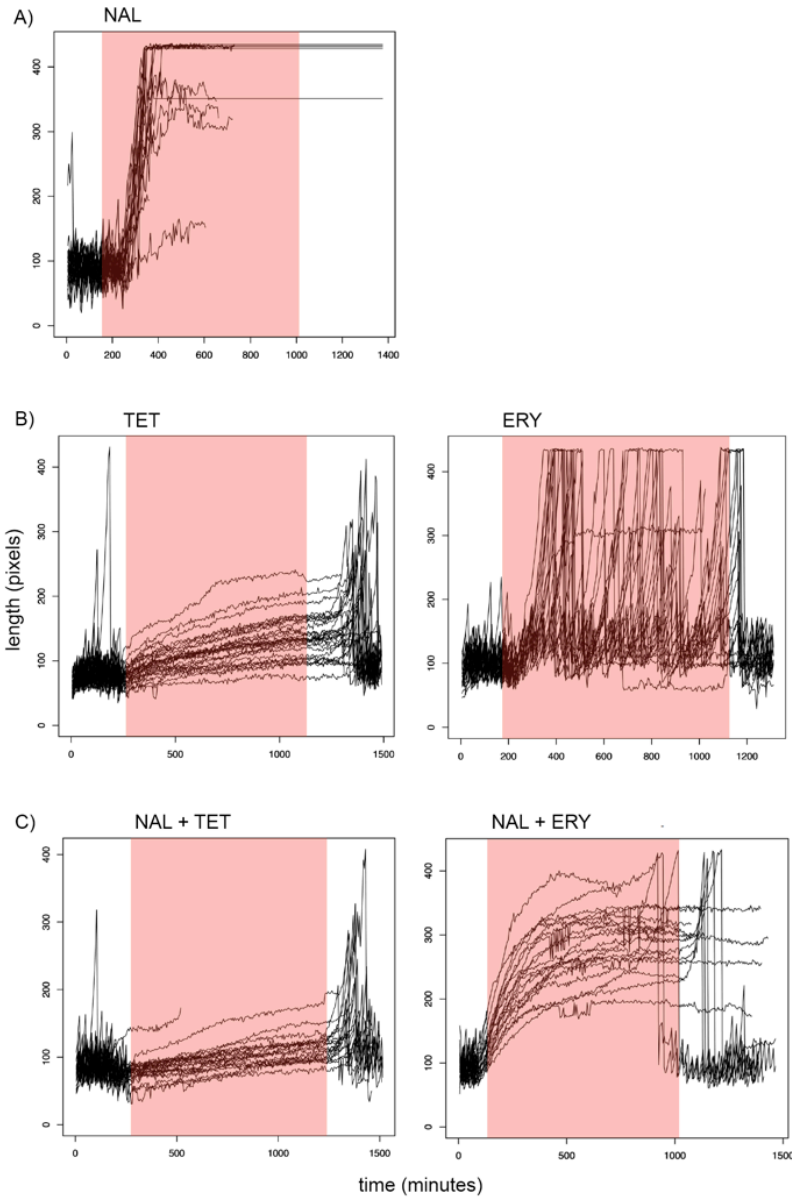 A)
NAL
400
300
200
100
0
0 200 400 600 800 1000 1200 1400
B)
TET
ERY
length (pixels)
400
300
200
100
0
0 500 1000 1500
400
300
200
100
0
0 200 400 600 800 1000 1200
C)
NAL + TET
NAL + ERY
400
300
200
100
0
0 500 1000 1500
400
300
200
100
0
0 500 1000 1500
time (minutes)